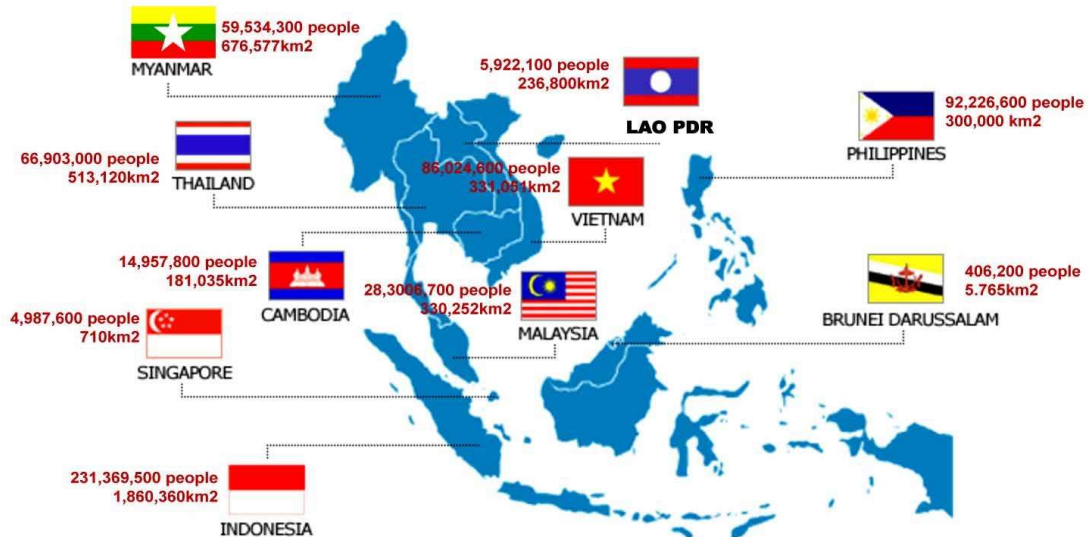 59,534,300 people
676,577km2
MYANMAR
5,922,100 people
236,800km2
LAO PDR
92,226,600 people
300,000 km2
PHILIPPINES
66,903,000 people
513,120km2
THAILAND
86,024,600 people
331,051km2
VIETNAM
14,957,800 people
181,035km2
CAMBODIA
28,3006,700 people
330,252km2
MALAYSIA
406,200 people
5.765km2
BRUNEI DARUSSALAM
4,987,600 people
710km2
SINGAPORE
231,369,500 people
1,860,360km2
INDONESIA